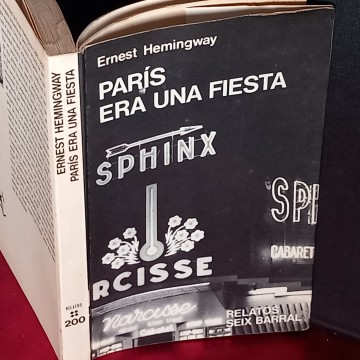 ERNEST HEMINGWAY
PARÍS ERA UNA FIESTA
RELATOS
200
Ernest Hemingway
PARÍS
ERA UNA FIESTA
SPHINX
SP
CABARET
RCISSE
Narcisse
RELATOS
SEIX BARRAL